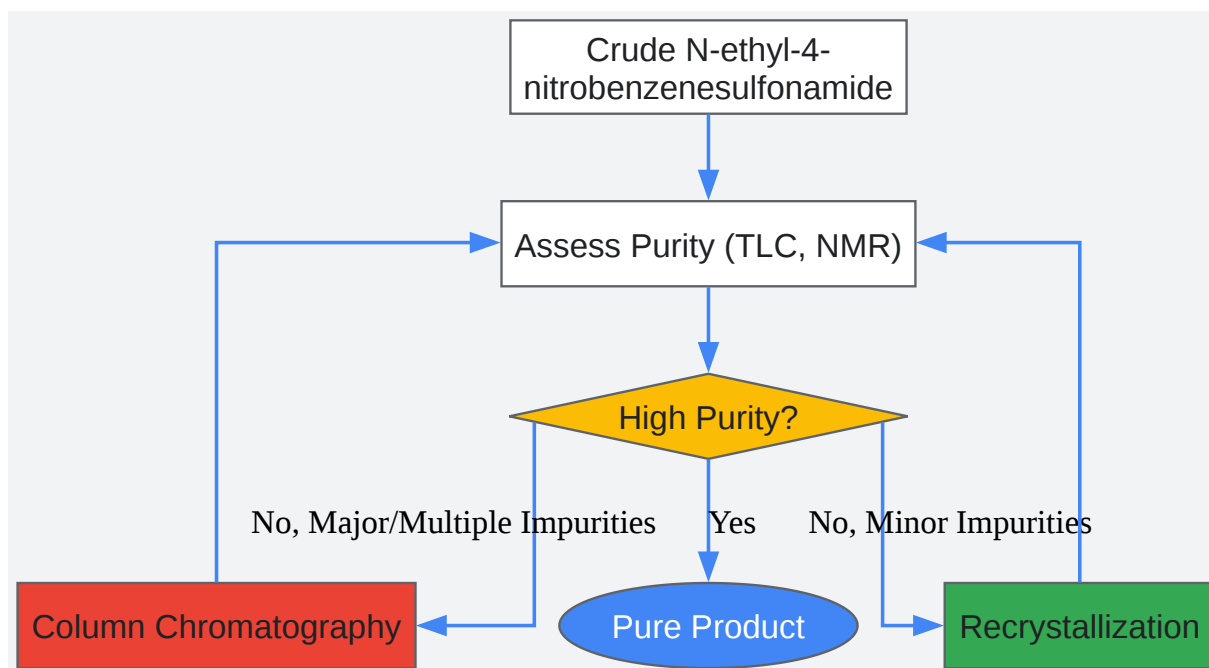 Crude N-ethyl-4-
nitrobenzenesulfonamide
Assess Purity (TLC, NMR)
High Purity?
No, Major/Multiple Impurities
Yes
No, Minor Impurities
Column Chromatography
Pure Product
Recrystallization